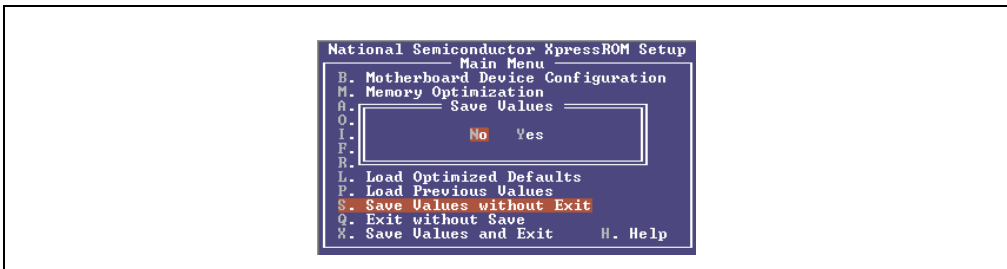 National Semiconductor XpressROM Setup
Main Menu
B. Motherboard Device Configuration
M. Memory Optimization
A.
Save Values
O.
I.
No Yes
F.
R.
L. Load Optimized Defaults
P. Load Previous Values
S. Save Values without Exit
Q. Exit without Save
X. Save Values and Exit H. Help